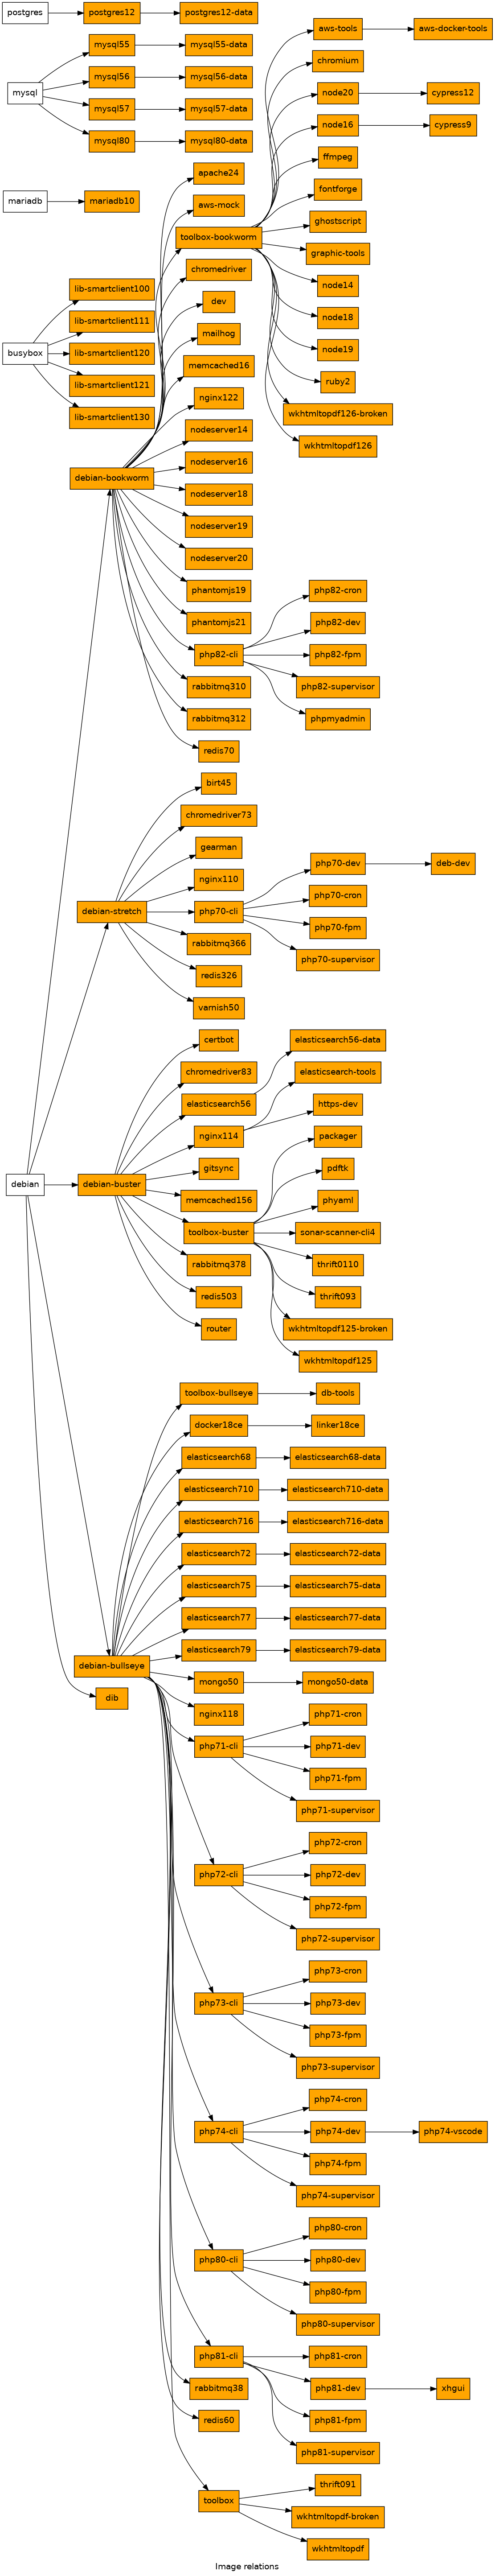 postgres
postgres12
postgres12-data
mysql
mysql55
mysql55-data
mysql56
mysql56-data
mysql57
mysql57-data
mysql80
mysql80-data
mariadb
mariadb10
busybox
lib-smartclient100
lib-smartclient111
lib-smartclient120
lib-smartclient121
lib-smartclient130
debian
debian-bookworm
apache24
aws-mock
toolbox-bookworm
aws-tools
aws-docker-tools
chromium
node20
cypress12
node16
cypress9
ffmpeg
fontforge
ghostscript
graphic-tools
node14
node18
node19
ruby2
wkhtmltopdf126-broken
wkhtmltopdf126
chromedriver
dev
mailhog
memcached16
nginx122
nodeserver14
nodeserver16
nodeserver18
nodeserver19
nodeserver20
phantomjs19
phantomjs21
php82-cli
php82-cron
php82-dev
php82-fpm
php82-supervisor
phpmyadmin
rabbitmq310
rabbitmq312
redis70
debian-stretch
birt45
chromedriver73
gearman
nginx110
php70-cli
php70-dev
deb-dev
php70-cron
php70-fpm
php70-supervisor
rabbitmq366
redis326
varnish50
debian-buster
certbot
chromedriver83
elasticsearch56
elasticsearch56-data
nginx114
elasticsearch-tools
https-dev
gitsync
memcached156
toolbox-buster
packager
pdftk
phyaml
sonar-scanner-cli4
thrift0110
thrift093
wkhtmltopdf125-broken
wkhtmltopdf125
rabbitmq378
redis503
router
debian-bullseye
toolbox-bullseye
db-tools
docker18ce
linker18ce
elasticsearch68
elasticsearch68-data
elasticsearch710
elasticsearch710-data
elasticsearch716
elasticsearch716-data
elasticsearch72
elasticsearch72-data
elasticsearch75
elasticsearch75-data
elasticsearch77
elasticsearch77-data
elasticsearch79
elasticsearch79-data
mongo50
mongo50-data
nginx118
dib
php71-cli
php71-cron
php71-dev
php71-fpm
php71-supervisor
php72-cli
php72-cron
php72-dev
php72-fpm
php72-supervisor
php73-cli
php73-cron
php73-dev
php73-fpm
php73-supervisor
php74-cli
php74-cron
php74-dev
php74-vscode
php74-fpm
php74-supervisor
php80-cli
php80-cron
php80-dev
php80-fpm
php80-supervisor
php81-cli
php81-cron
php81-dev
xhgui
php81-fpm
php81-supervisor
rabbitmq38
redis60
toolbox
thrift091
wkhtmltopdf-broken
wkhtmltopdf
Image relations